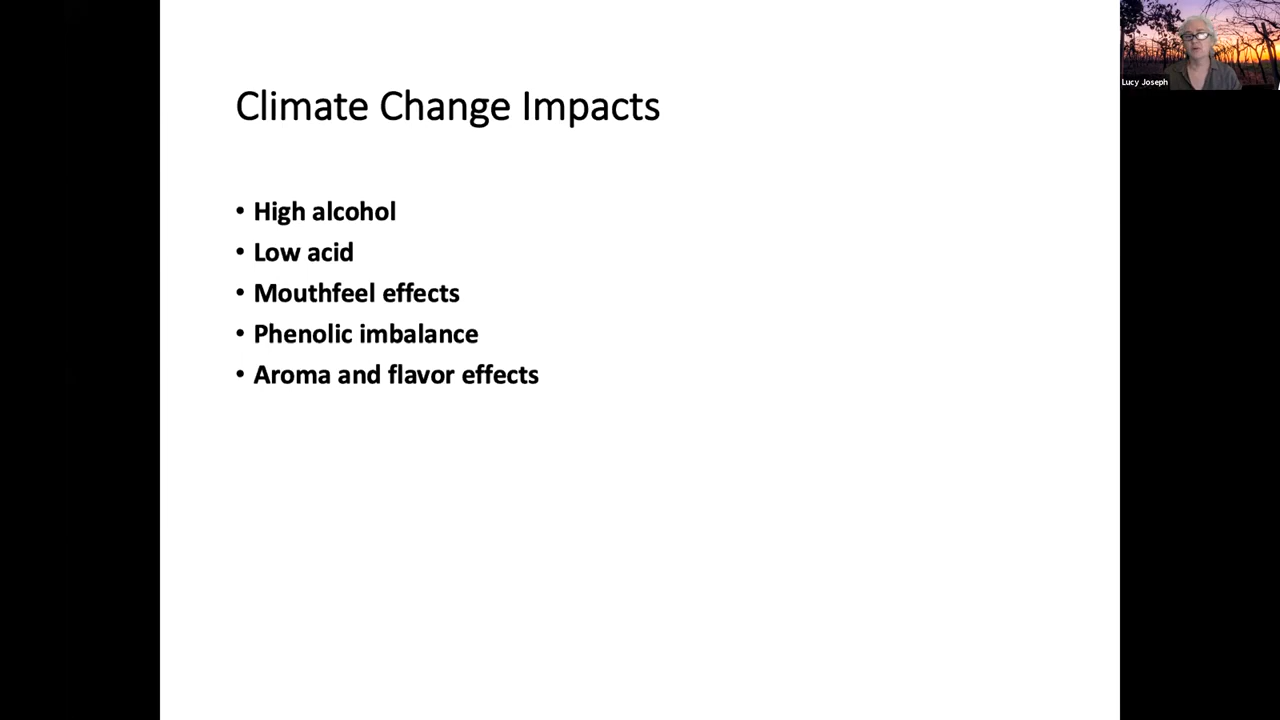 Climate Change Impacts
• High alcohol
• Low acid
• Mouthfeel effects
• Phenolic imbalance
• Aroma and flavor effects
Lucy Joseph